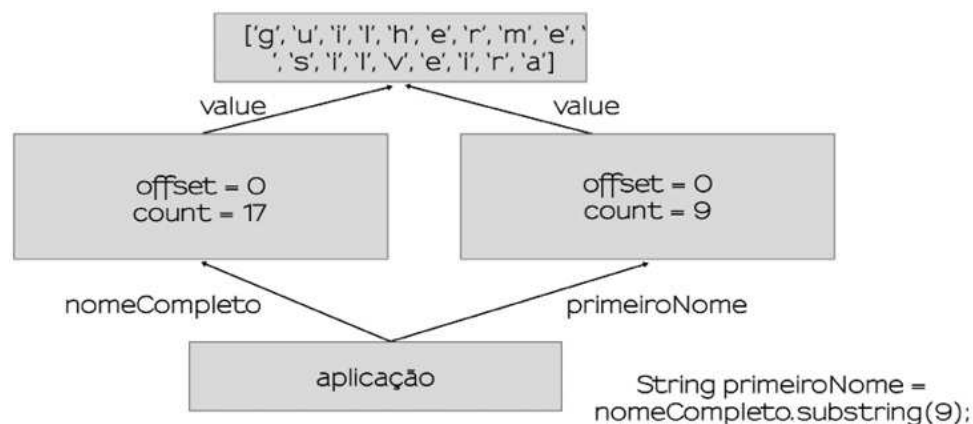 ['g', 'u', 'i', 'l', 'h', 'e', 'r', 'm', 'e', '
', 's', 'i', 'l', 'v', 'e', 'i', 'r', 'a']
value
value
offset = 0
count = 17
offset = 0
count = 9
nomeCompleto
primeiroNome
aplicação
String primeiroNome =
nomeCompleto.substring(9);